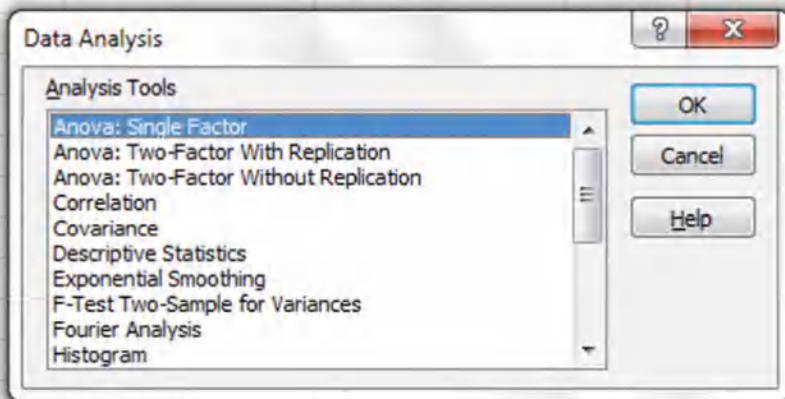 Data Analysis
?
X
Analysis Tools
Anova: Single Factor
Anova: Two-Factor With Replication
Anova: Two-Factor Without Replication
Correlation
Covariance
Descriptive Statistics
Exponential Smoothing
F-Test Two-Sample for Variances
Fourier Analysis
Histogram
OK
Cancel
Help